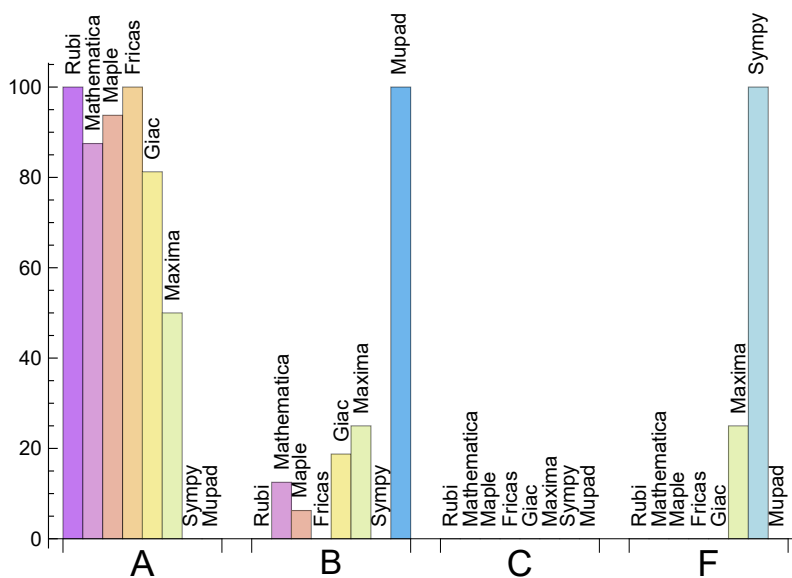 100
80
60
40
20
0
Rubi
Mathematica
Maple
Fricas
Giac
Maxima
Sympy
Mupad
Rubi
Mathematica
Maple
Fricas
Giac
Maxima
Sympy
Mupad
Rubi
Mathematica
Maple
Fricas
Giac
Maxima
Sympy
Mupad
Rubi
Mathematica
Maple
Fricas
Giac
Maxima
Sympy
Mupad
A B C F